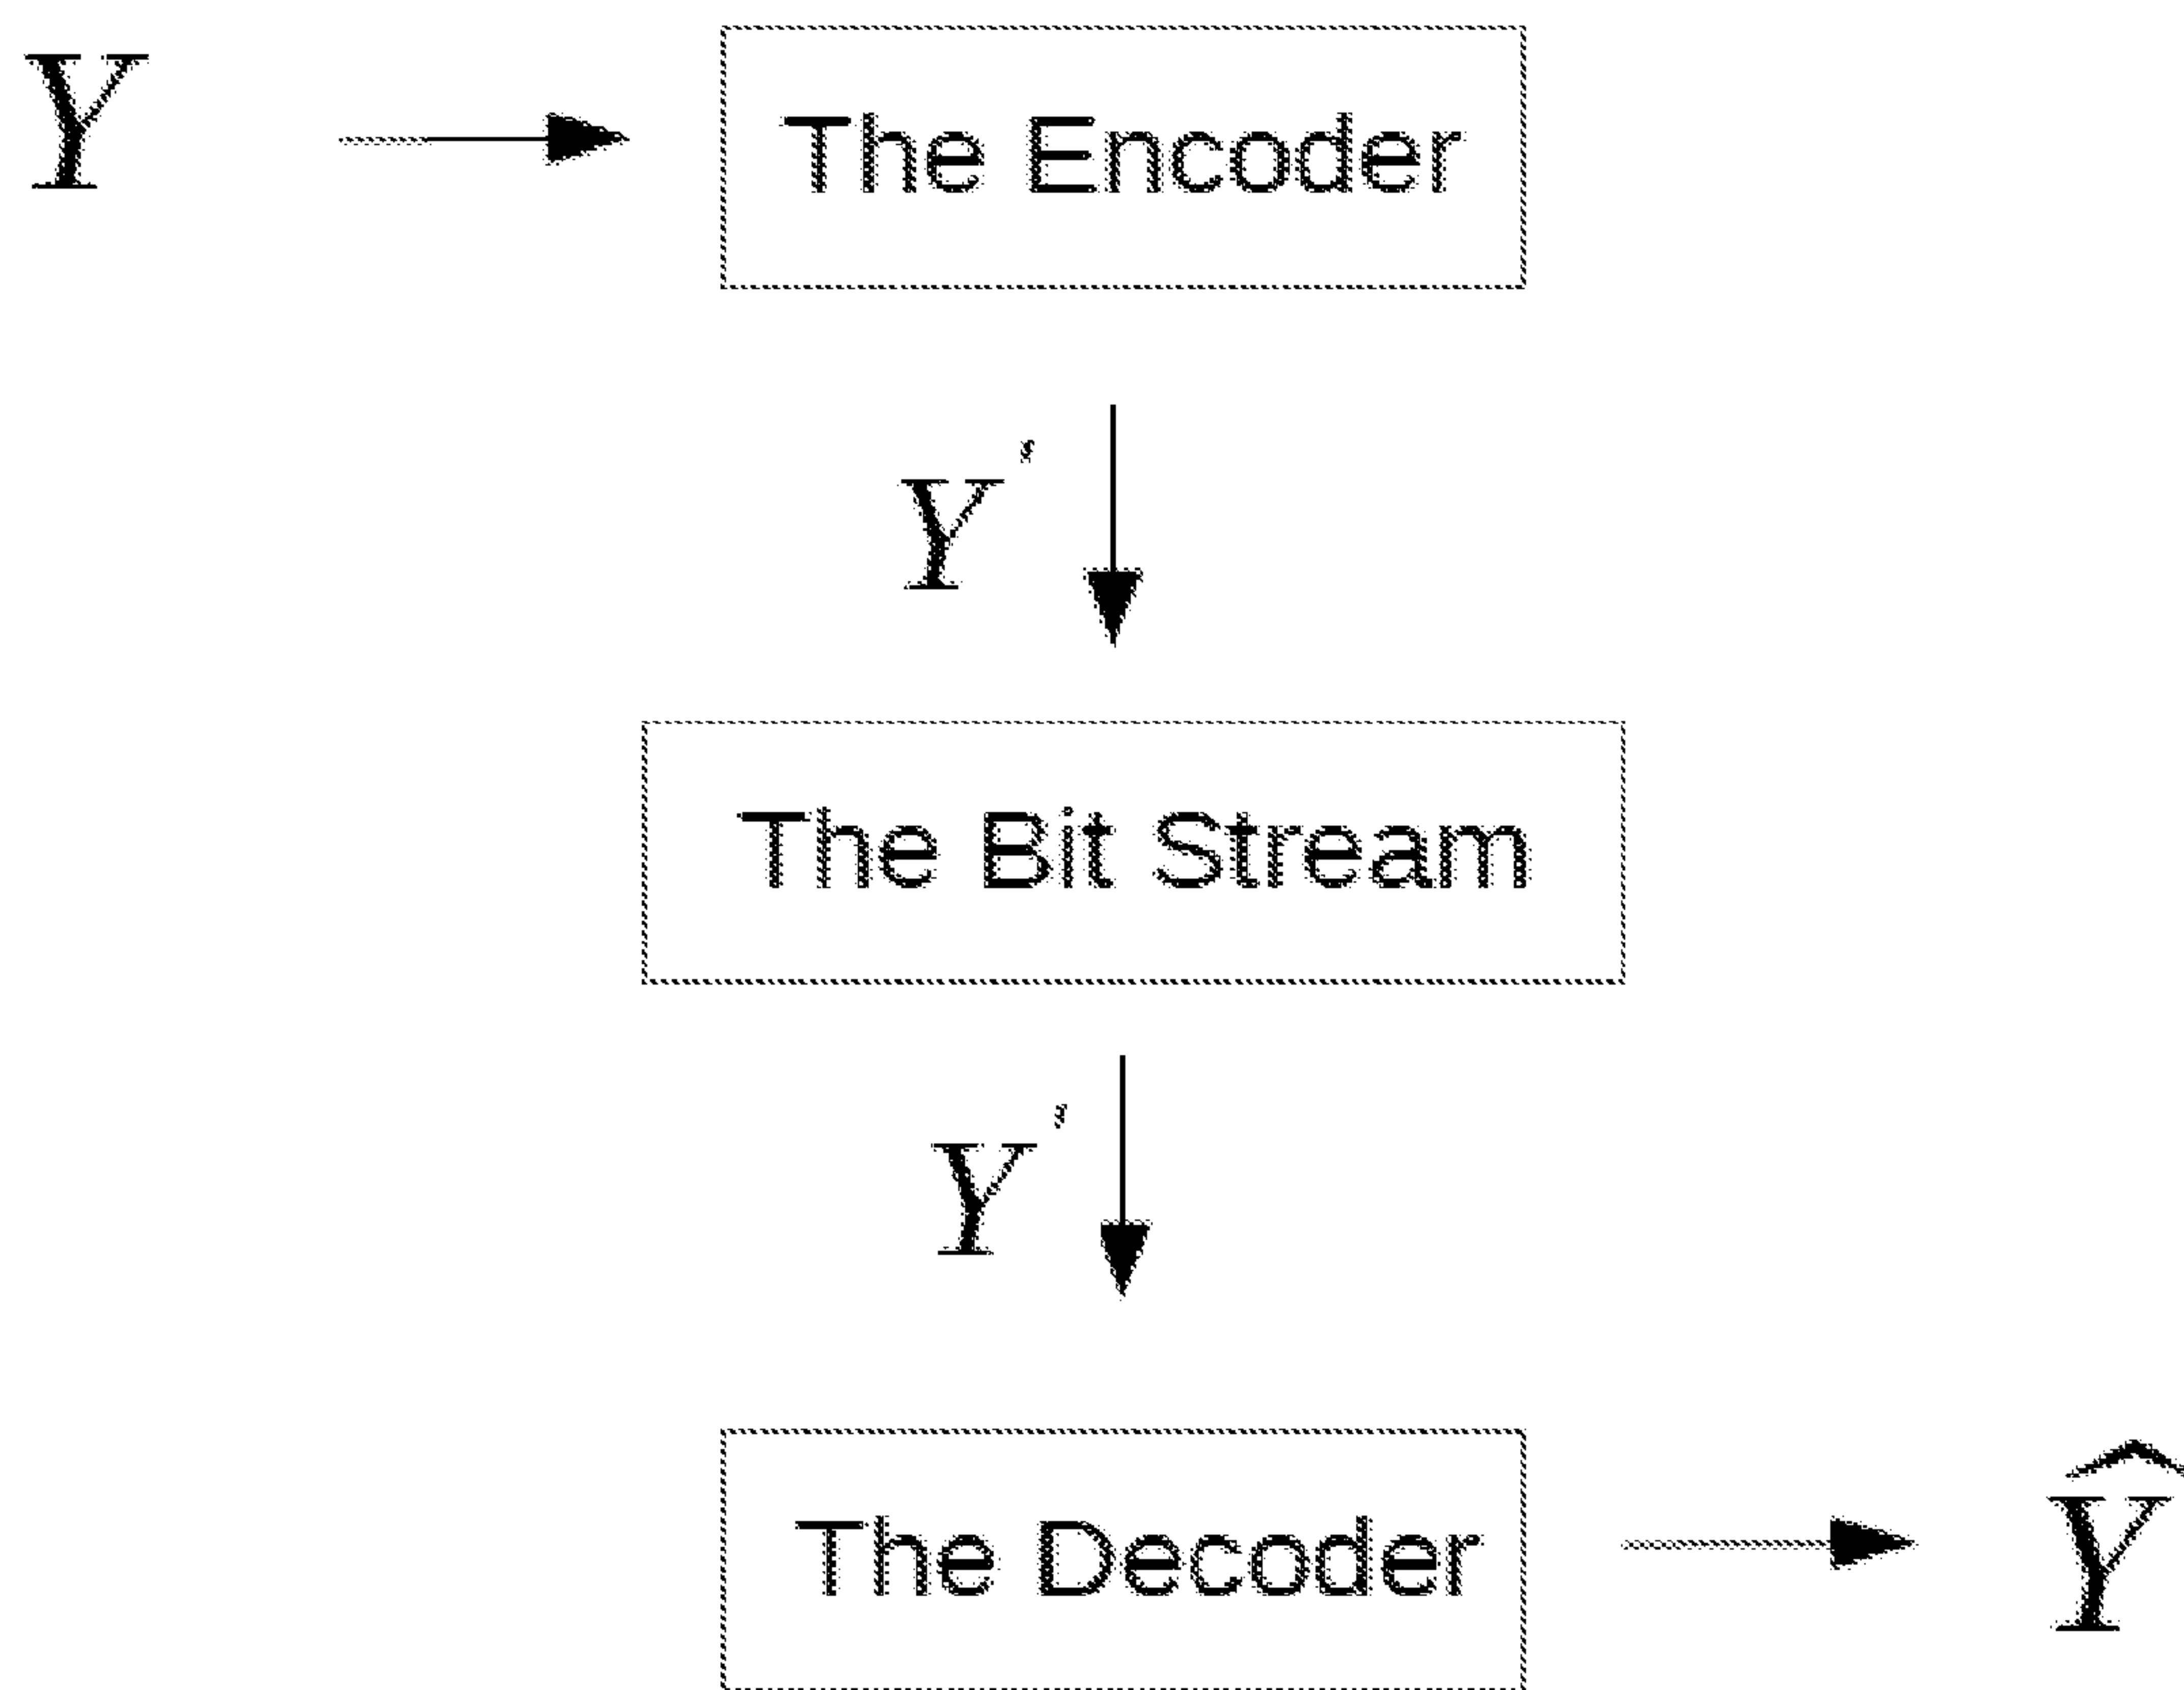 Y
The Encoder
Y'
The Bit Stream
Y'
The Decoder
Ŷ